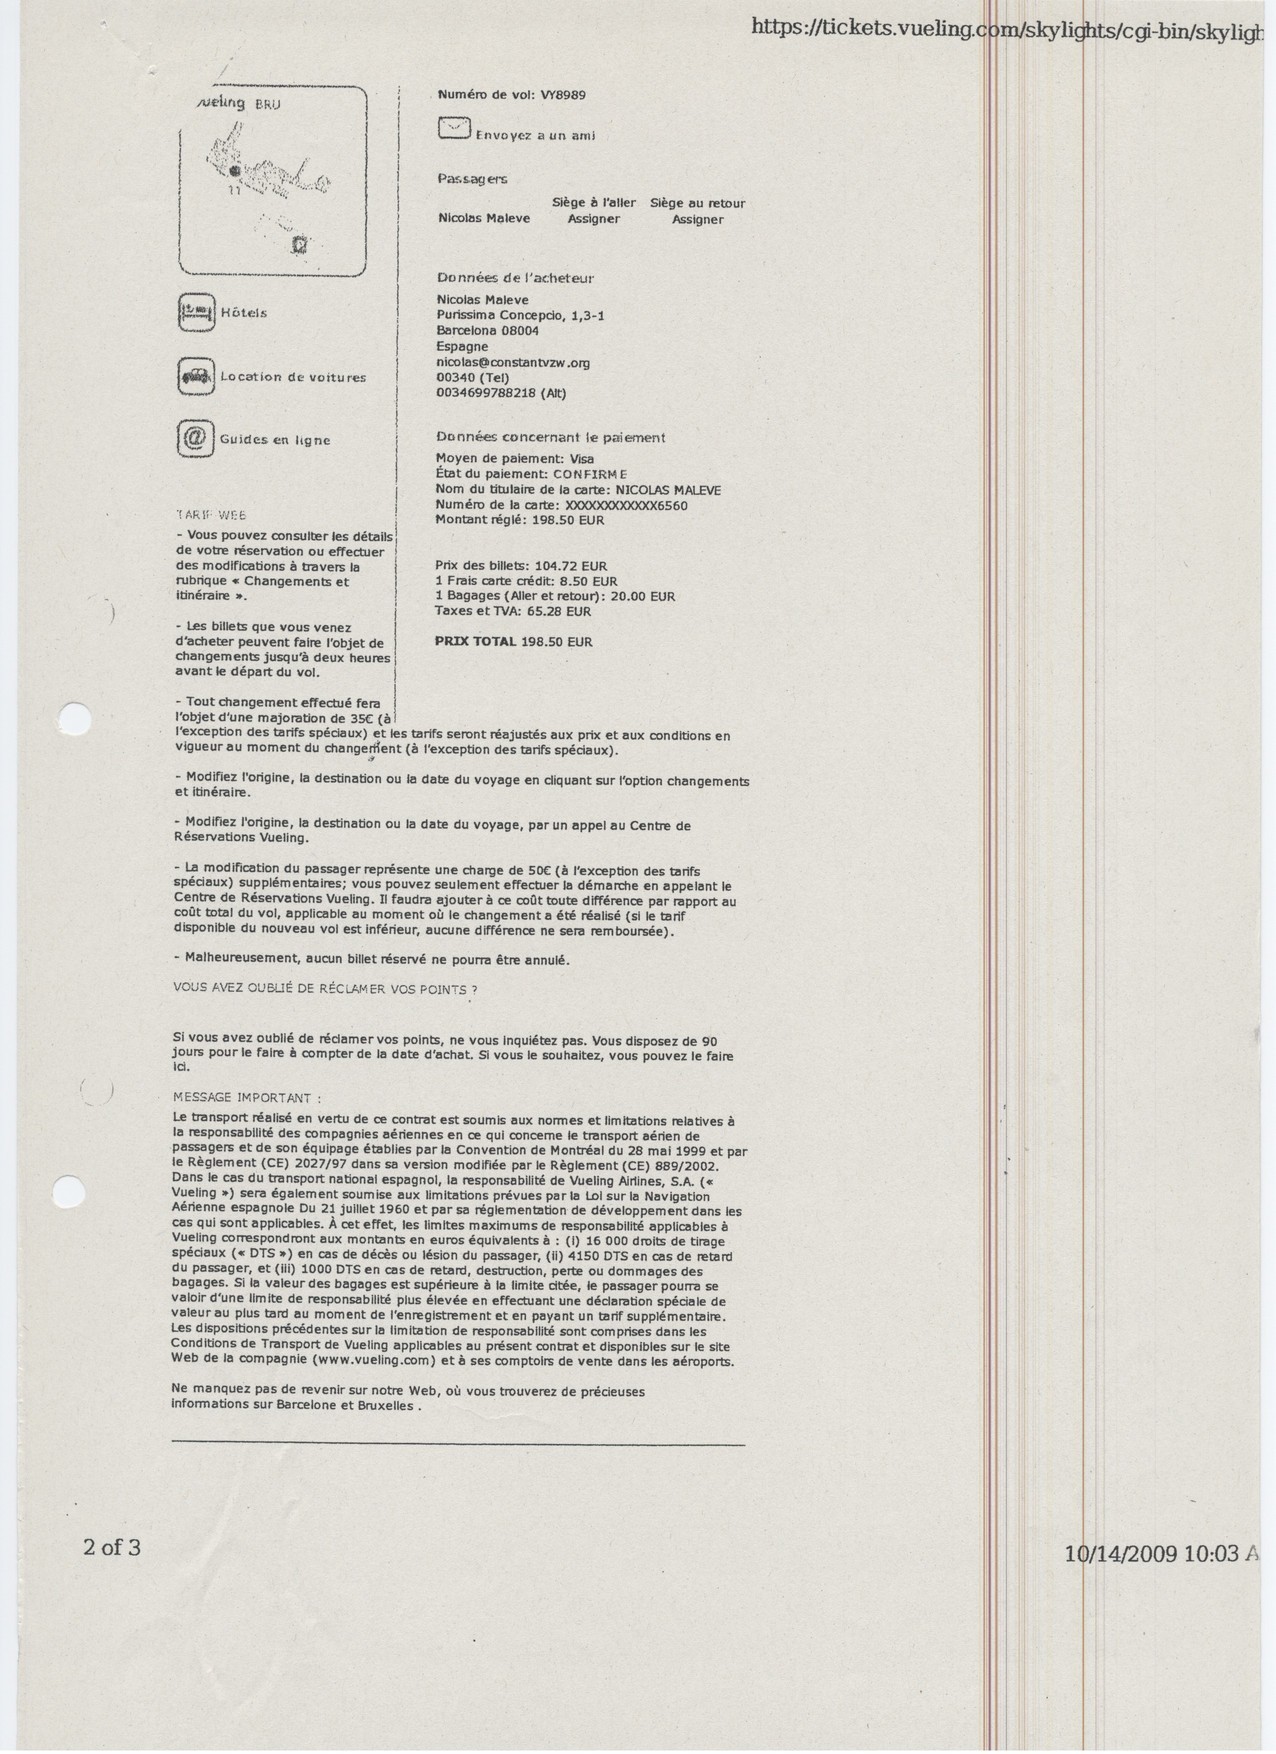 https://tickets.vueling.com/skylights/cgi-bin/skyligh
vueling BRU
11
Hôtels
Location de voitures
Guides en ligne
Numéro de vol: VY8989
Envoyez a un ami
Passagers
Siège à l'aller Siège au retour
Nicolas Maleve Assigner Assigner
Données de l'acheteur
Nicolas Maleve
Purissima Concepcio, 1,3-1
Barcelona 08004
Espagne
nicolas@constantvzw.org
00340 (Tel)
0034699788218 (Alt)
Données concernant le paiement
Moyen de paiement: Visa
État du paiement: CONFIRME
Nom du titulaire de la carte: NICOLAS MALEVE
Numéro de la carte: XXXXXXXXXXXX6560
Montant réglé: 198.50 EUR
Prix des billets: 104.72 EUR
1 Frais carte crédit: 8.50 EUR
1 Bagages (Aller et retour): 20.00 EUR
Taxes et TVA: 65.28 EUR
PRIX TOTAL 198.50 EUR
TARIF WEB
- Vous pouvez consulter les détails
de votre réservation ou effectuer
des modifications à travers la
rubrique « Changements et
itinéraire ».
- Les billets que vous venez
d'acheter peuvent faire l'objet de
changements jusqu'à deux heures
avant le départ du vol.
- Tout changement effectué fera
l'objet d'une majoration de 35€ (à
l'exception des tarifs spéciaux) et les tarifs seront réajustés aux prix et aux conditions en
vigueur au moment du changement (à l'exception des tarifs spéciaux).
- Modifiez l'origine, la destination ou la date du voyage en cliquant sur l'option changements
et itinéraire.
- Modifiez l'origine, la destination ou la date du voyage, par un appel au Centre de
Réservations Vueling.
- La modification du passager représente une charge de 50€ (à l'exception des tarifs
spéciaux) supplémentaires; vous pouvez seulement effectuer la démarche en appelant le
Centre de Réservations Vueling. Il faudra ajouter à ce coût toute différence par rapport au
coût total du vol, applicable au moment où le changement a été réalisé (si le tarif
disponible du nouveau vol est inférieur, aucune différence ne sera remboursée).
- Malheureusement, aucun billet réservé ne pourra être annulé.
VOUS AVEZ OUBLIÉ DE RÉCLAMER VOS POINTS ?
Si vous avez oublié de réclamer vos points, ne vous inquiétez pas. Vous disposez de 90
jours pour le faire à compter de la date d'achat. Si vous le souhaitez, vous pouvez le faire
ici.
MESSAGE IMPORTANT :
Le transport réalisé en vertu de ce contrat est soumis aux normes et limitations relatives à
la responsabilité des compagnies aériennes en ce qui concerne le transport aérien de
passagers et de son équipage établies par la Convention de Montréal du 28 mai 1999 et par
le Règlement (CE) 2027/97 dans sa version modifiée par le Règlement (CE) 889/2002.
Dans le cas du transport national espagnol, la responsabilité de Vueling Airlines, S.A. («
Vueling ») sera également soumise aux limitations prévues par la Loi sur la Navigation
Aérienne espagnole Du 21 juillet 1960 et par sa réglementation de développement dans les
cas qui sont applicables. À cet effet, les limites maximums de responsabilité applicables à
Vueling correspondront aux montants en euros équivalents à : (i) 16 000 droits de tirage
spéciaux (« DTS ») en cas de décès ou lésion du passager, (ii) 4150 DTS en cas de retard
du passager, et (iii) 1000 DTS en cas de retard, destruction, perte ou dommages des
bagages. Si la valeur des bagages est supérieure à la limite citée, le passager pourra se
valoir d'une limite de responsabilité plus élevée en effectuant une déclaration spéciale de
valeur au plus tard au moment de l'enregistrement et en payant un tarif supplémentaire.
Les dispositions précédentes sur la limitation de responsabilité sont comprises dans les
Conditions de Transport de Vueling applicables au présent contrat et disponibles sur le site
Web de la compagnie (www.vueling.com) et à ses comptoirs de vente dans les aéroports.
Ne manquez pas de revenir sur notre Web, où vous trouverez de précieuses
informations sur Barcelone et Bruxelles .
2 of 3
10/14/2009 10:03 A